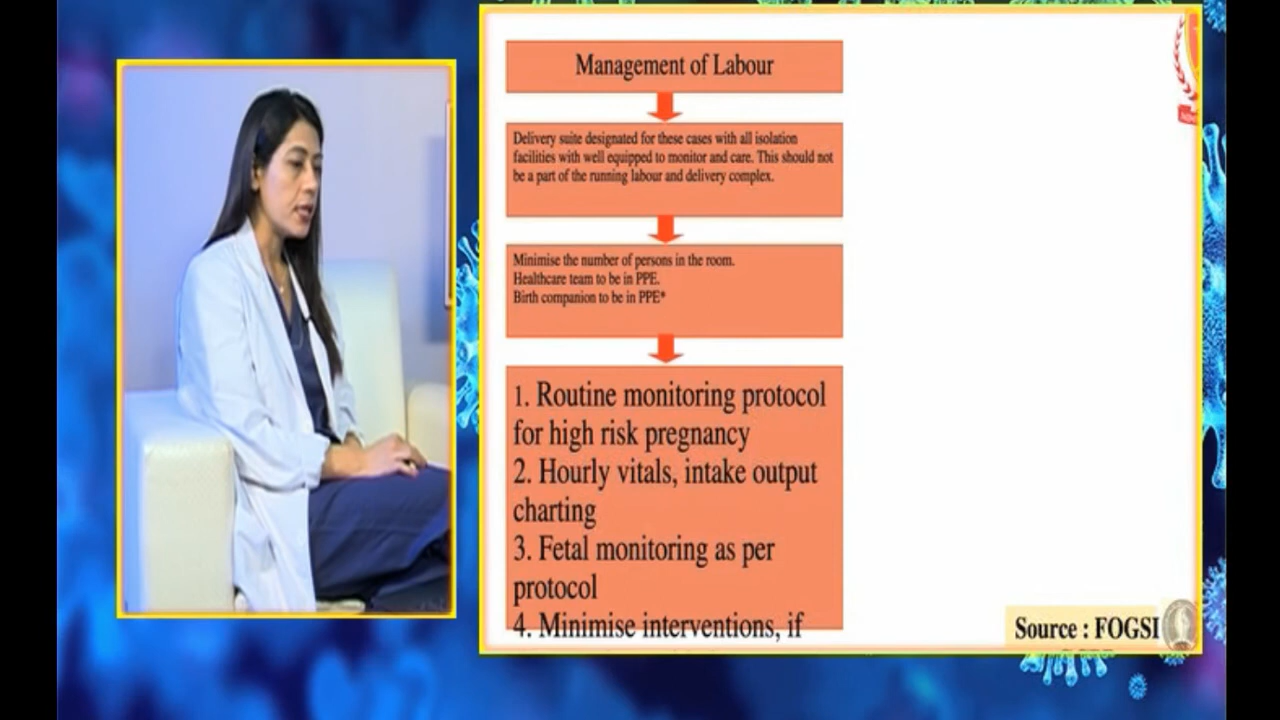 Management of Labour
Delivery suite designated for these cases with all isolation
facilities with well equipped to monitor and care. This should not
be a part of the running labour and delivery complex.
Minimise the number of persons in the room.
Healthcare team to be in PPE.
Birth companion to be in PPE*
1. Routine monitoring protocol
for high risk pregnancy
2. Hourly vitals, intake output
charting
3. Fetal monitoring as per
protocol
4. Minimise interventions, if
Source : FOGSI